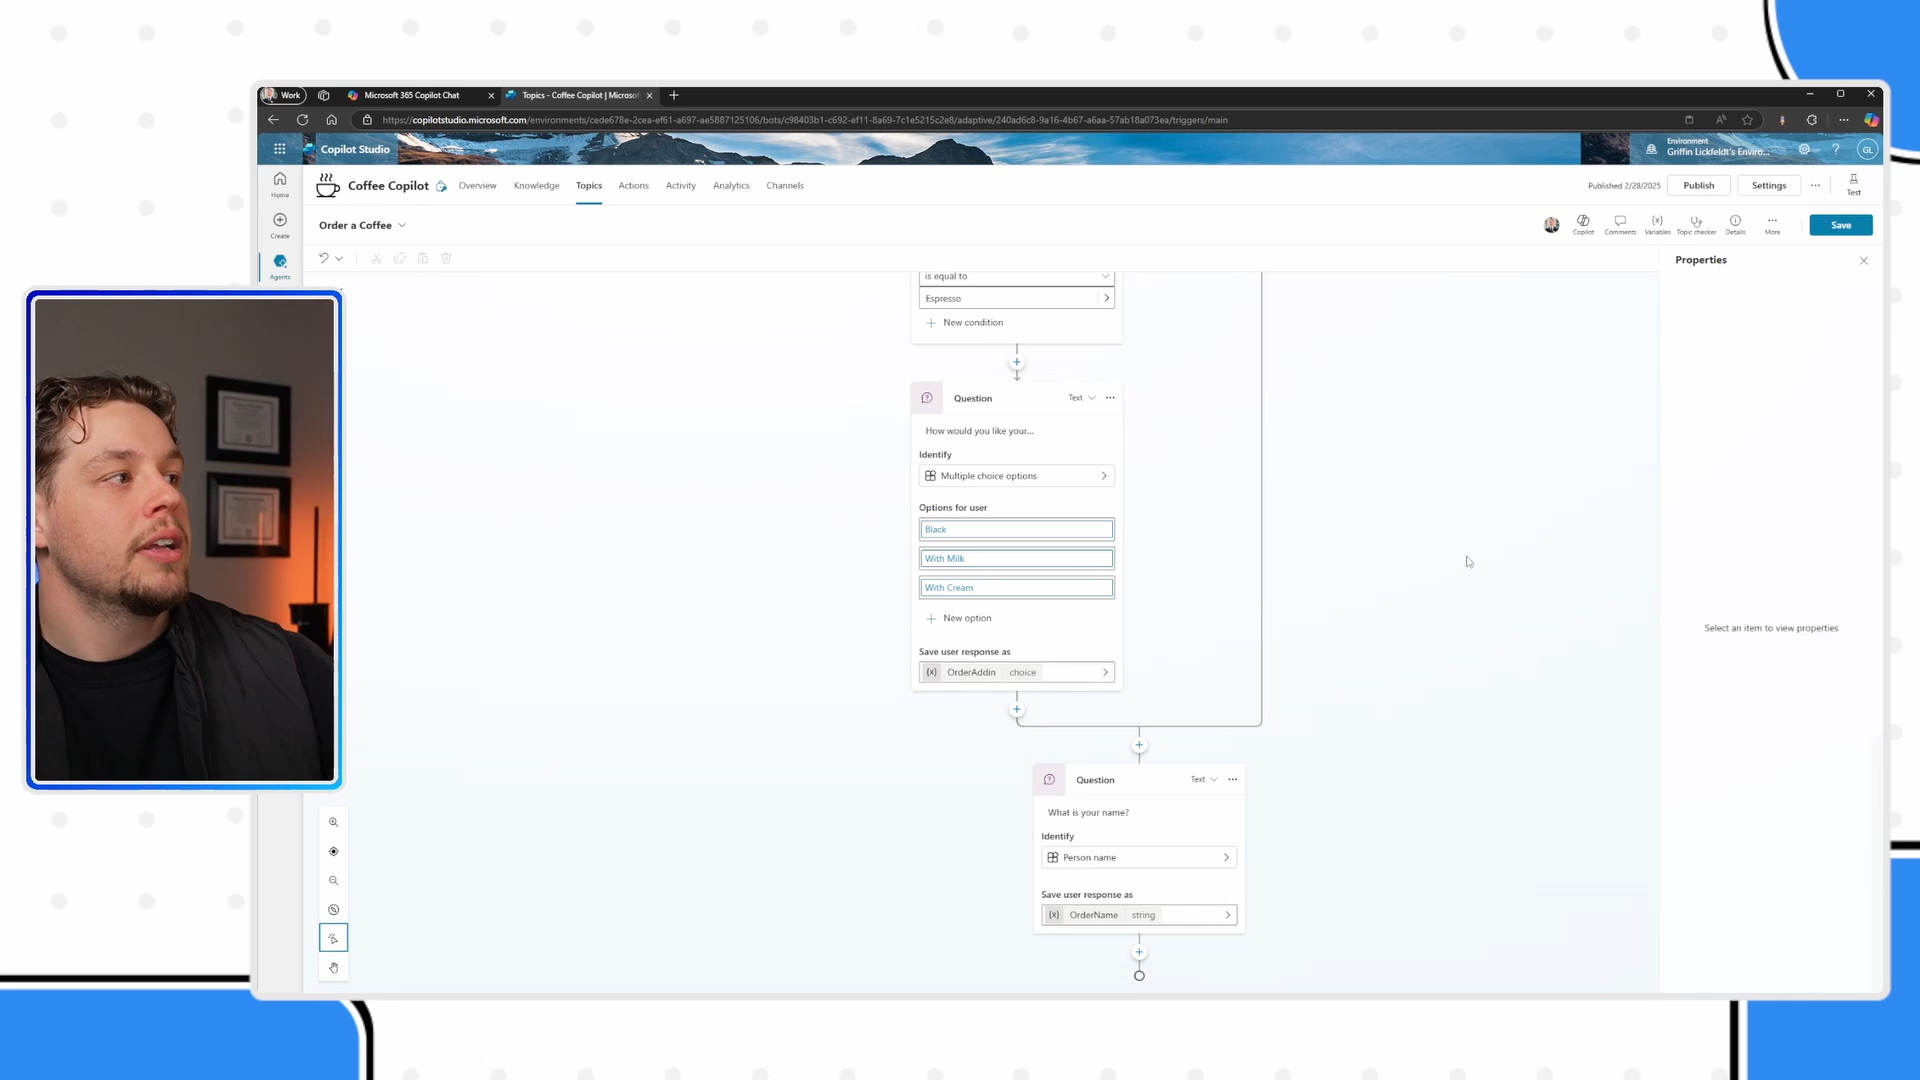 Work
Microsoft 365 Copilot Chat
Topics - Coffee Copilot | Microso
https://copilotstudio.microsoft.com/environments/cede678e-2cea-ef61-a697-ae5887125106/bots/c98403b1-c692-ef11-8a69-7c1e5215c2e8/adaptive/240ad6c8-9a16-4b67-a6aa-57ab18a073ea/triggers/main
Copilot Studio
Environment
Griffin Lickfeldt's Enviro...
GL
Home
Create
Agents
Coffee Copilot
Overview
Knowledge
Topics
Actions
Activity
Analytics
Channels
Published 2/28/2025
Publish
Settings
Test
Order a Coffee
Copilot
Comments
Variables
Topic checker
Details
More
Save
Properties
is equal to
Espresso
New condition
Question
Text
How would you like your...
Identify
Multiple choice options
Options for user
Black
With Milk
With Cream
New option
Save user response as
{x} OrderAddin choice
Select an item to view properties
Question
Text
What is your name?
Identify
Person name
Save user response as
{x} OrderName string